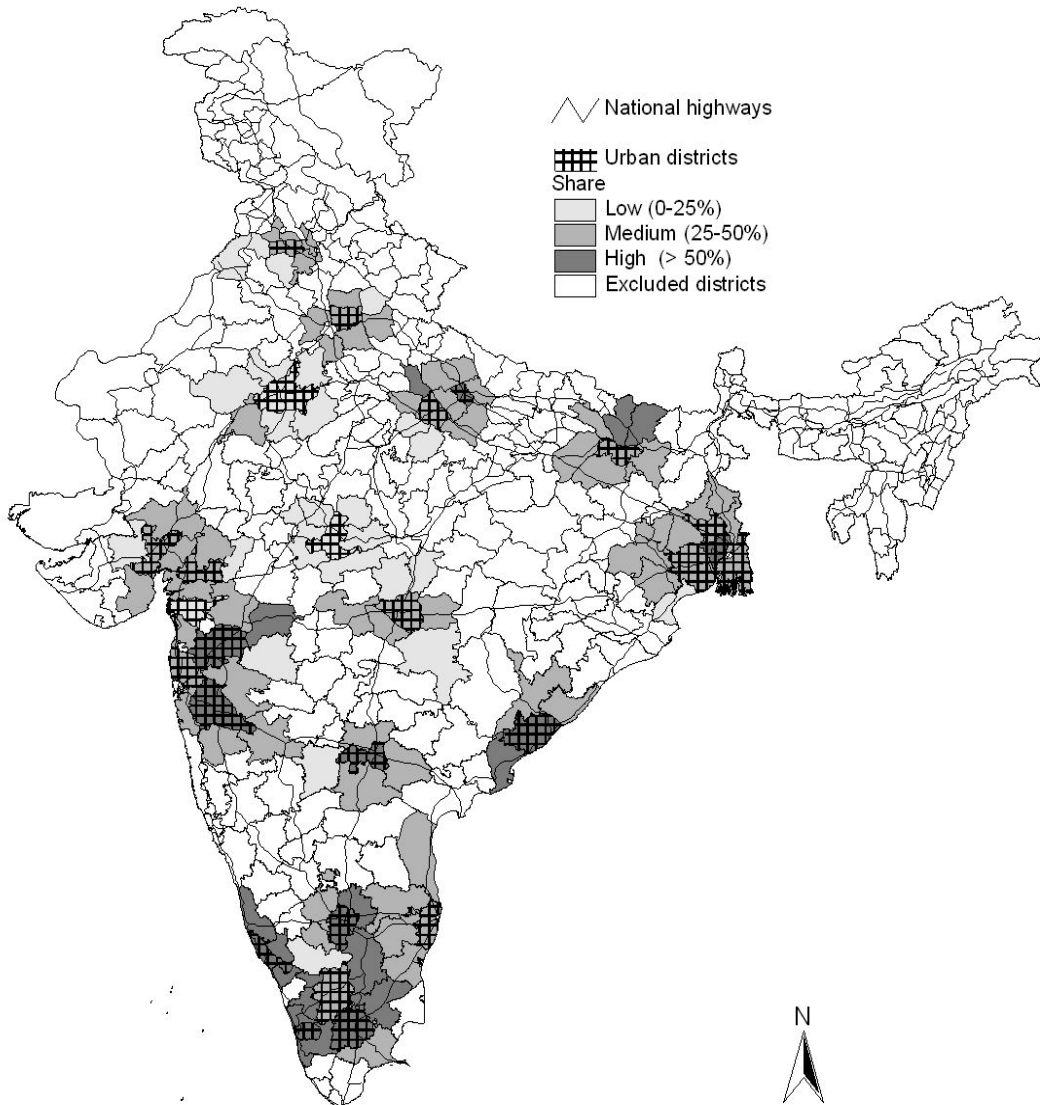 National highways
Urban districts
Share
Low (0-25%)
Medium (25-50%)
High (> 50%)
Excluded districts
N